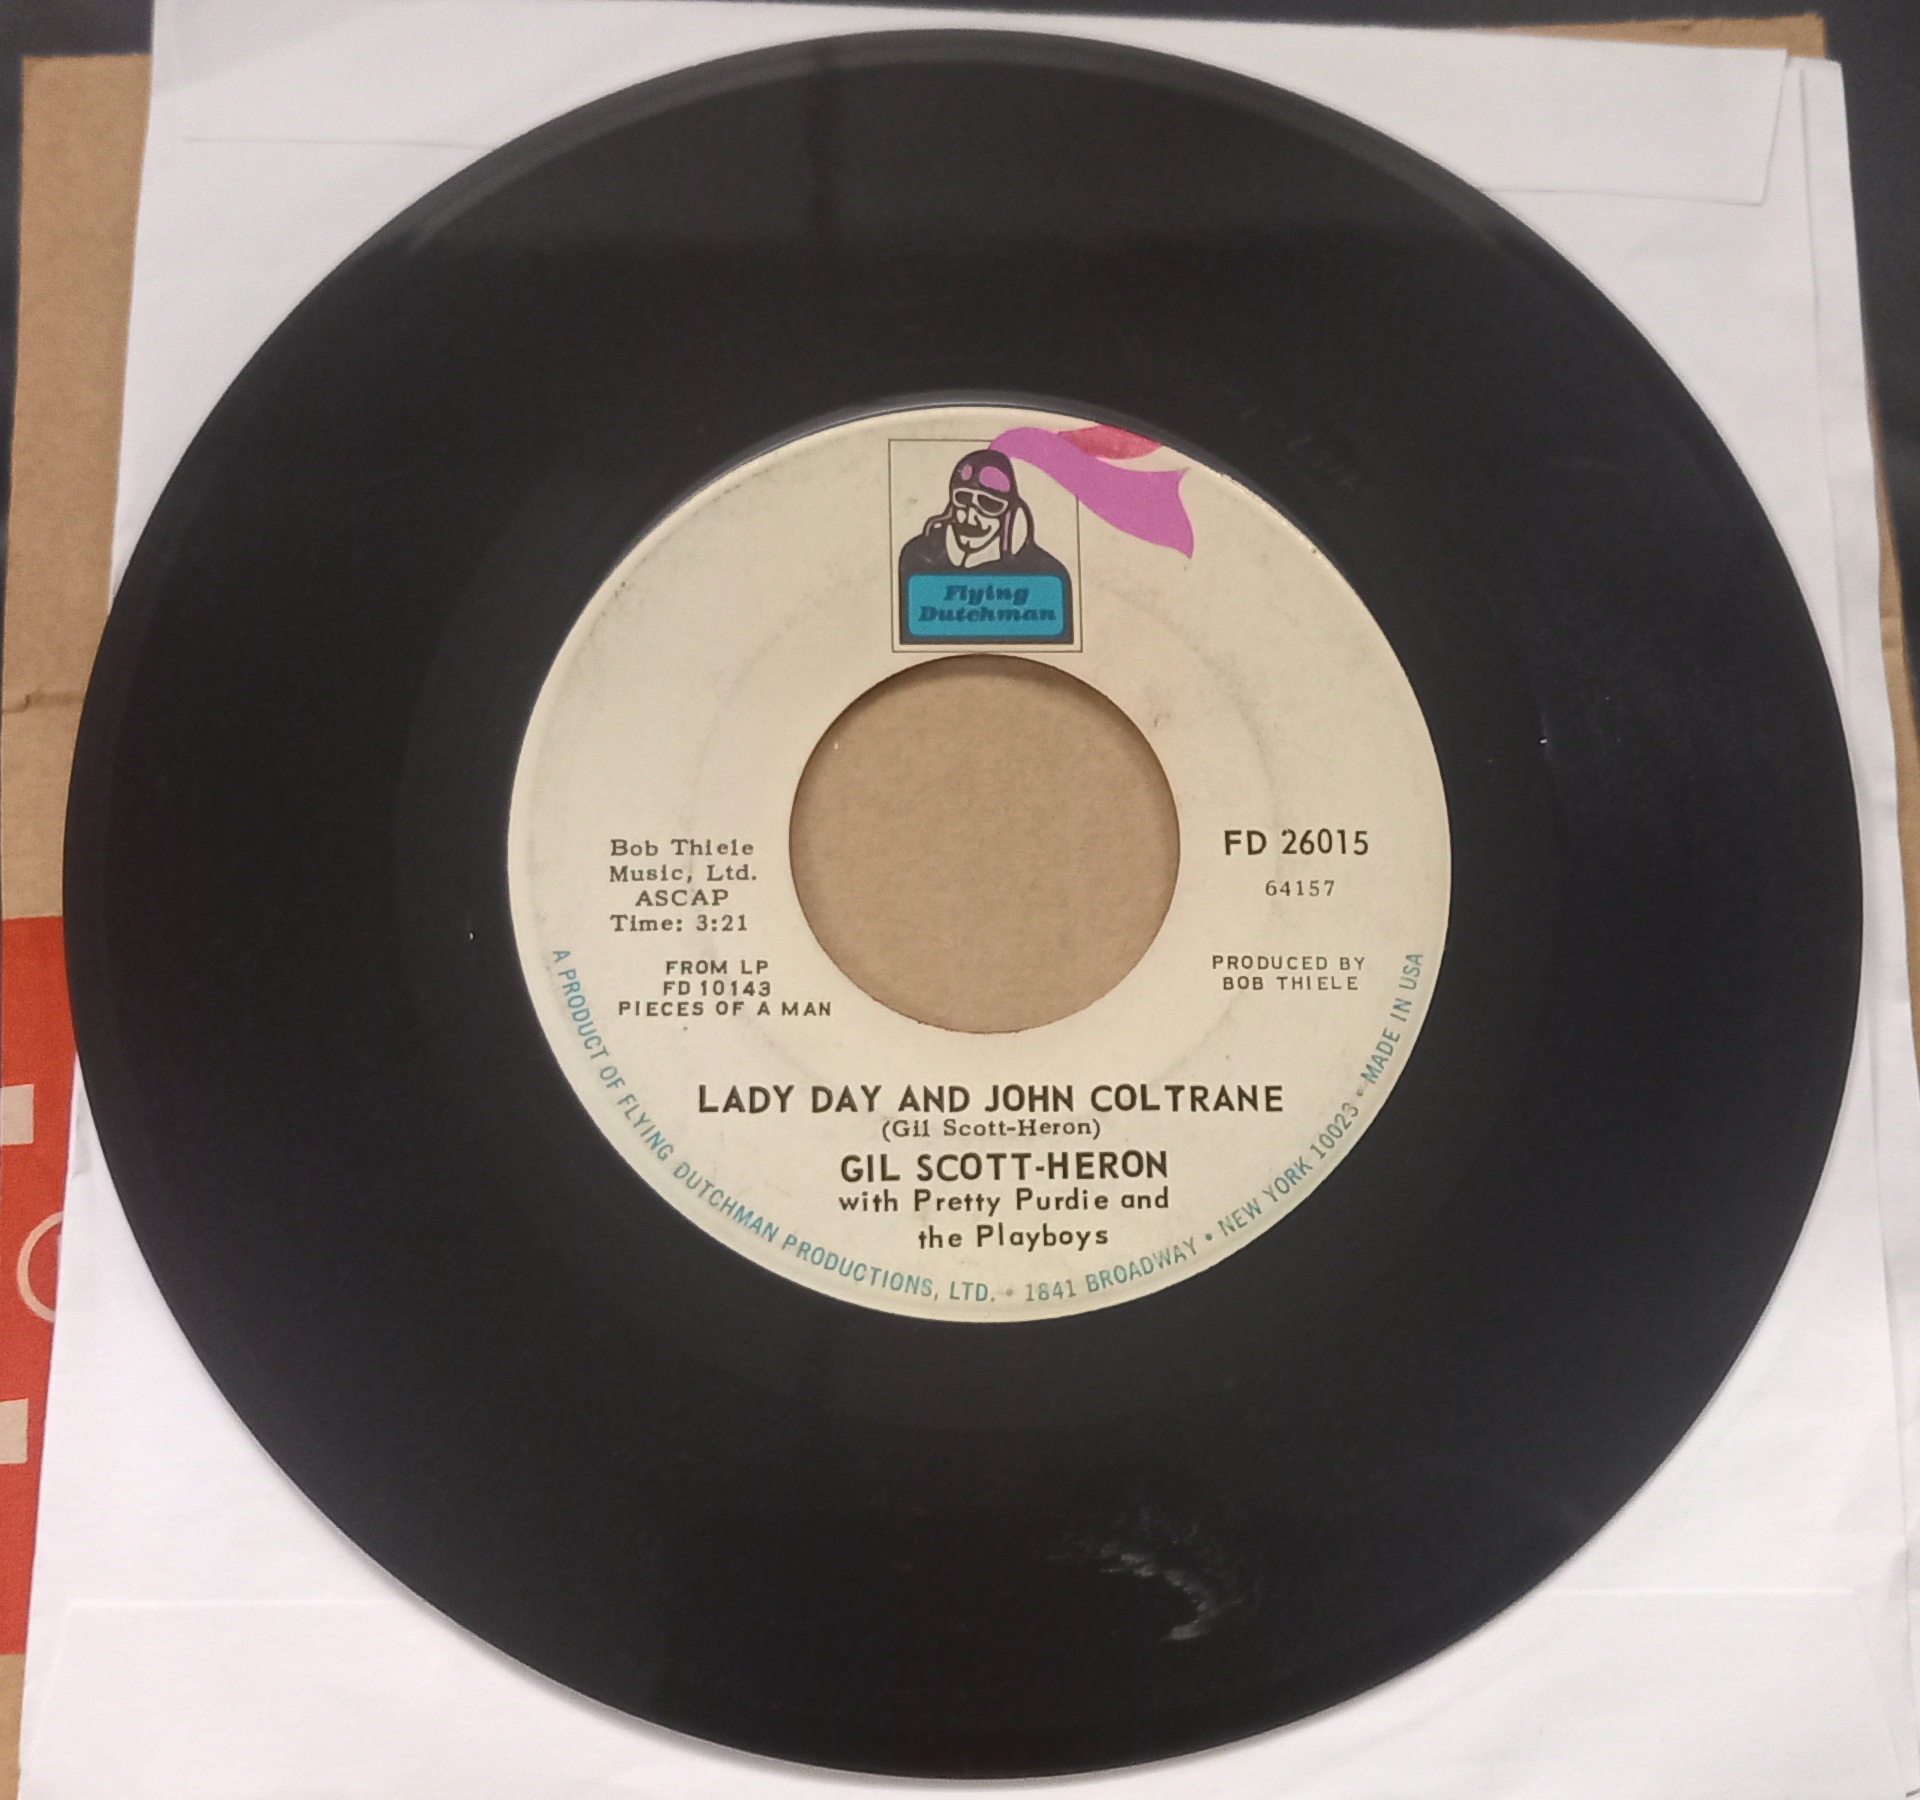 Flying
Dutchman
Bob Thiele
Music, Ltd.
ASCAP
Time: 3:21
FROM LP
FD 10143
PIECES OF A MAN
FD 26015
64157
PRODUCED BY
BOB THIELE
LADY DAY AND JOHN COLTRANE
(Gil Scott-Heron)
GIL SCOTT-HERON
with Pretty Purdie and
the Playboys
A PRODUCT OF FLYING DUTCHMAN PRODUCTIONS, LTD. • 1841 BROADWAY • NEW YORK 10023 • MADE IN USA